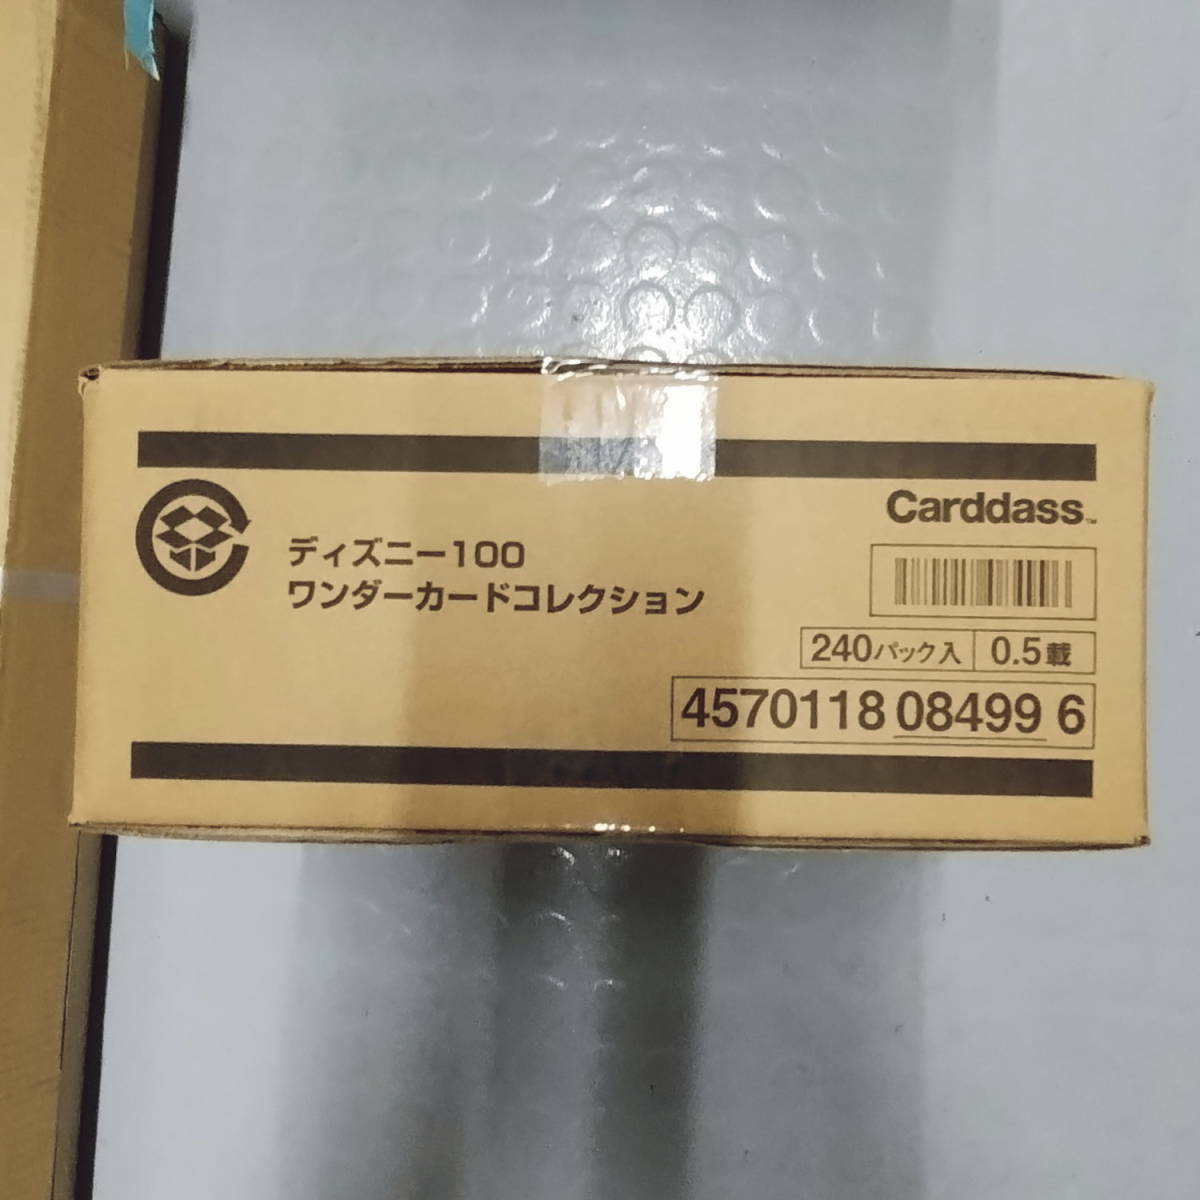 Carddass™
ディズニー100
ワンダーカードコレクション
240パック入 0.5載
4570118 08499 6